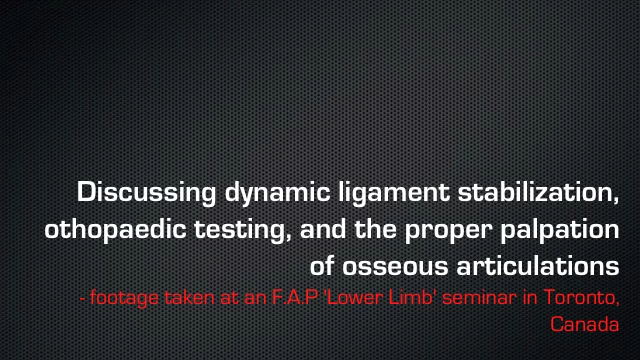 Discussing dynamic ligament stabilization,
othopaedic testing, and the proper palpation
of osseous articulations
- footage taken at an F.A.P 'Lower Limb' seminar in Toronto,
Canada